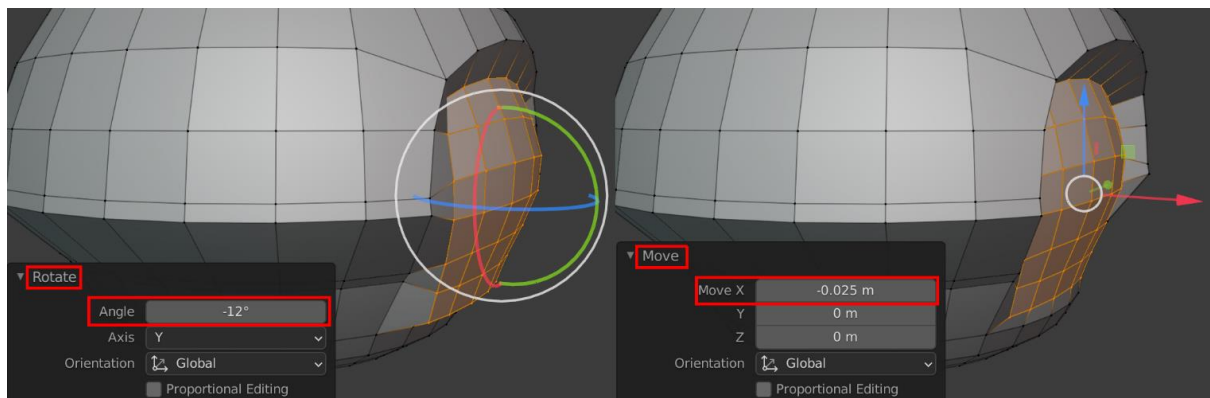 Rotate
Angle -12°
Axis Y
Orientation Global
Proportional Editing
Move
Move X -0.025 m
Y 0 m
Z 0 m
Orientation Global
Proportional Editing